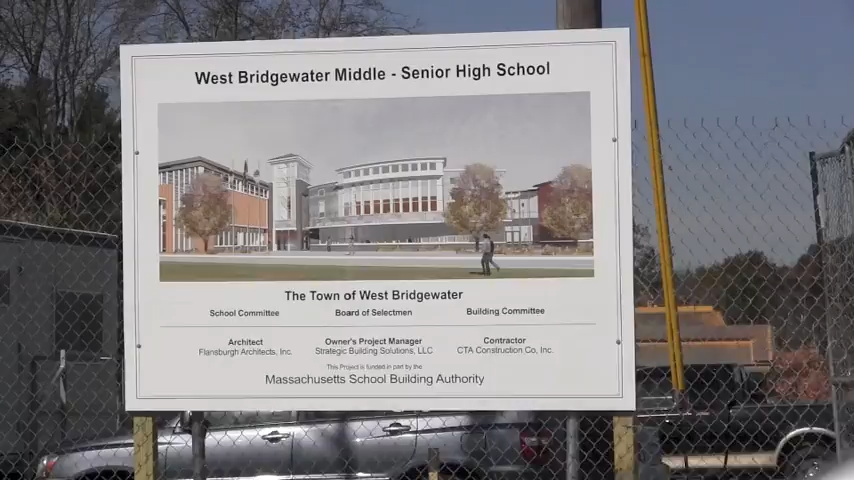 West Bridgewater Middle - Senior High School
The Town of West Bridgewater
School Committee Board of Selectmen Building Committee
Architect Owner's Project Manager Contractor
Flansburgh Architects, Inc. Strategic Building Solutions, LLC CTA Construction Co, Inc.
This Project is funded in part by the
Massachusetts School Building Authority